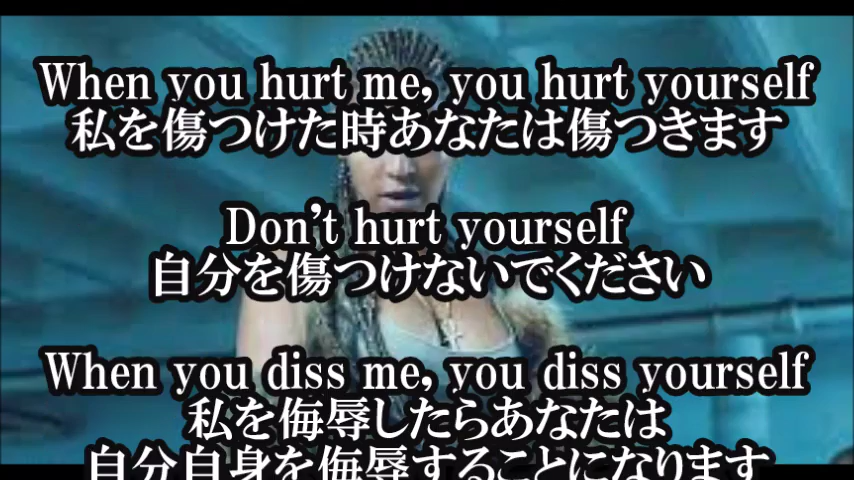 When you hurt me, you hurt yourself
私を傷つけた時あなたは傷つきます
Don't hurt yourself
自分を傷つけないでください
When you diss me, you diss yourself
私を侮辱したらあなたは
自分自身を侮辱することになります